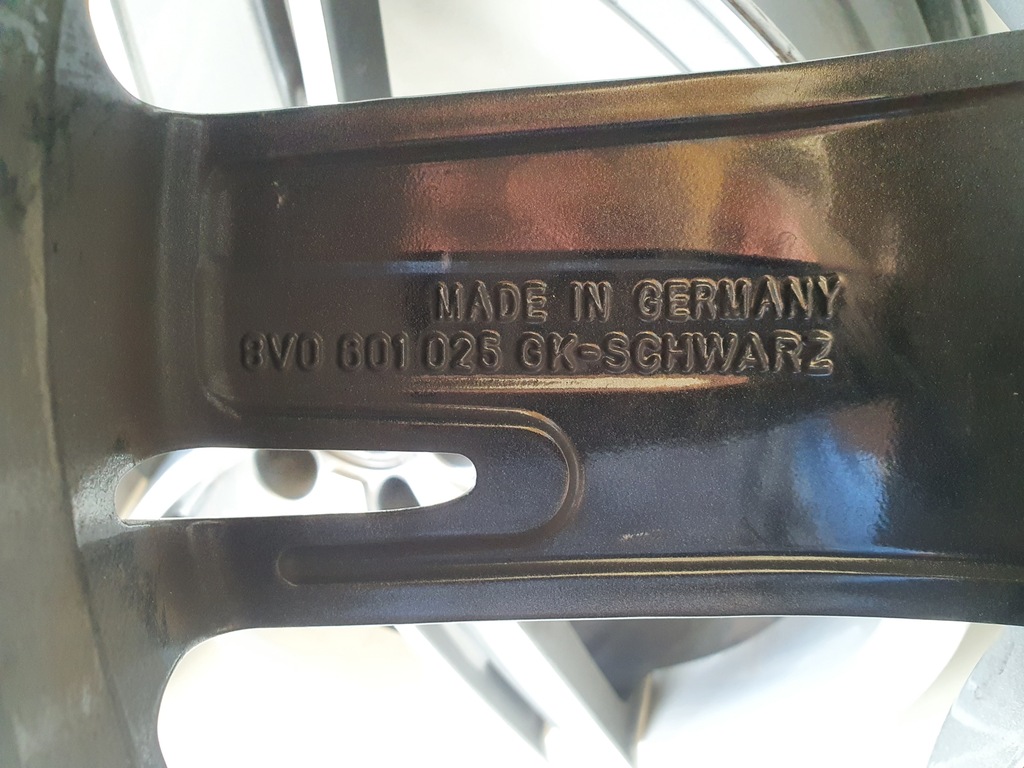 MADE IN GERMANY
8V0 601 025 GK-SCHWARZ